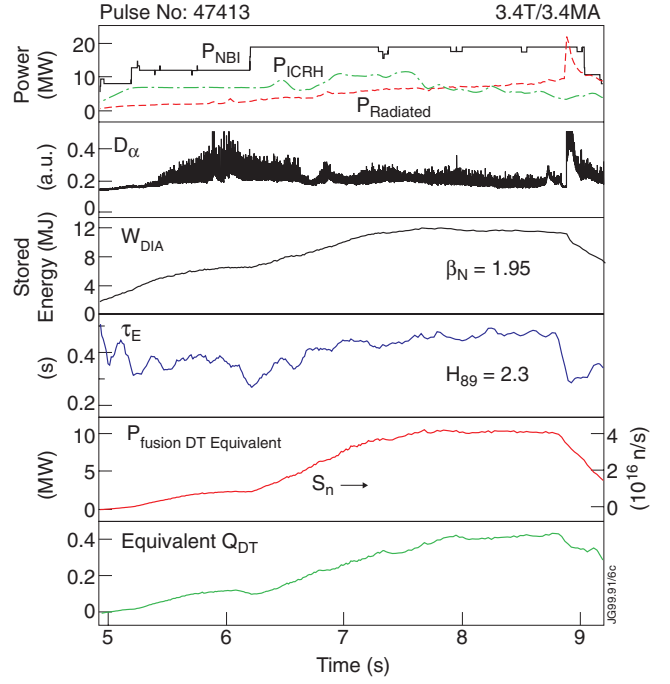 Pulse No: 47413 3.4T/3.4MA
Power (MW)
20
10
0
P_NBI
P_ICRH
P_Radiated
D_α
(a.u.)
0.4
0.2
0
Stored Energy (MJ)
12
8
4
0
W_DIA
β_N = 1.95
τ_E
(s)
0.4
0.2
H_89 = 2.3
P_fusion DT Equivalent
(MW)
10
5
0
S_n →
4
2
0
(10^16 n/s)
Equivalent Q_DT
0.4
0.2
0
JG99.91/6c
5 6 7 8 9
Time (s)